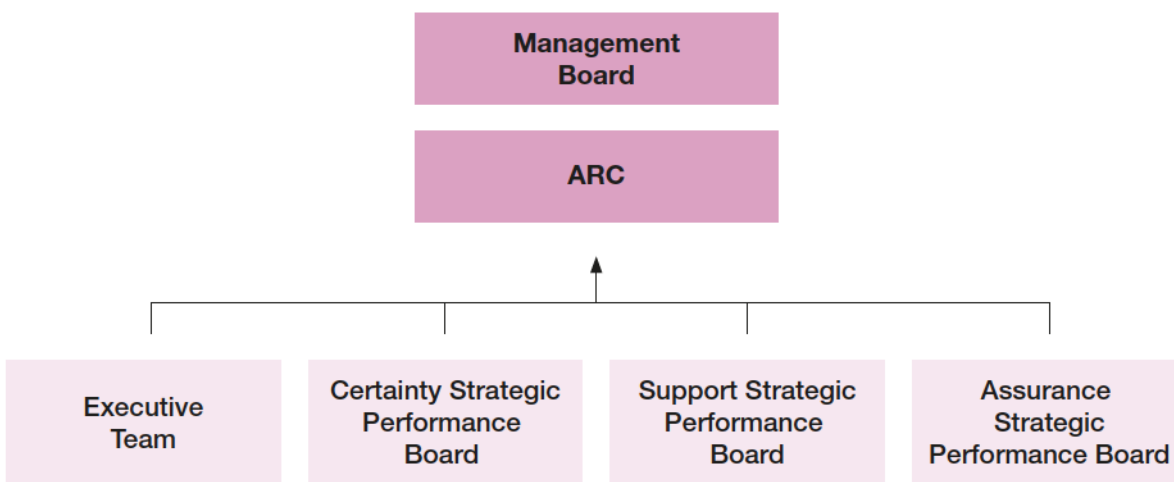 Management
Board
ARC
Executive
Team
Certainty Strategic
Performance
Board
Support Strategic
Performance
Board
Assurance
Strategic
Performance Board